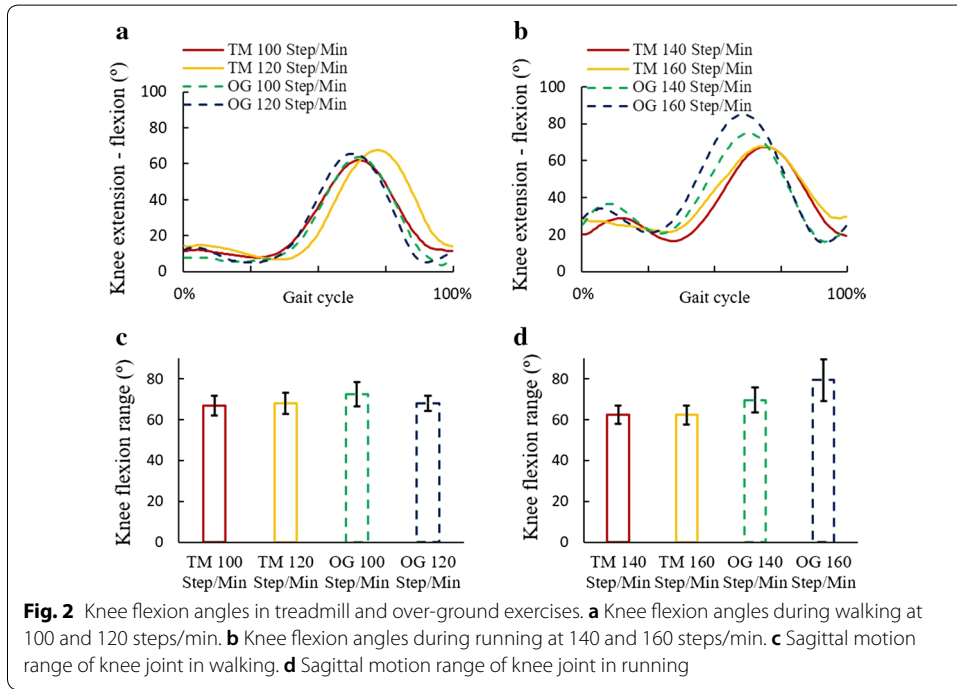 a
TM 100 Step/Min
TM 120 Step/Min
OG 100 Step/Min
OG 120 Step/Min
Knee extension - flexion (º)
100
80
60
40
20
0
0%
Gait cycle
100%
b
TM 140 Step/Min
TM 160 Step/Min
OG 140 Step/Min
OG 160 Step/Min
Knee extension - flexion (º)
100
80
60
40
20
0
0%
Gait cycle
100%
c
Knee flexion range (º)
80
60
40
20
0
TM 100 TM 120 OG 100 OG 120
Step/Min Step/Min Step/Min Step/Min
d
Knee flexion range (º)
80
60
40
20
0
TM 140 TM 160 OG 140 OG 160
Step/Min Step/Min Step/Min Step/Min
Fig. 2 Knee flexion angles in treadmill and over-ground exercises. a Knee flexion angles during walking at
100 and 120 steps/min. b Knee flexion angles during running at 140 and 160 steps/min. c Sagittal motion
range of knee joint in walking. d Sagittal motion range of knee joint in running